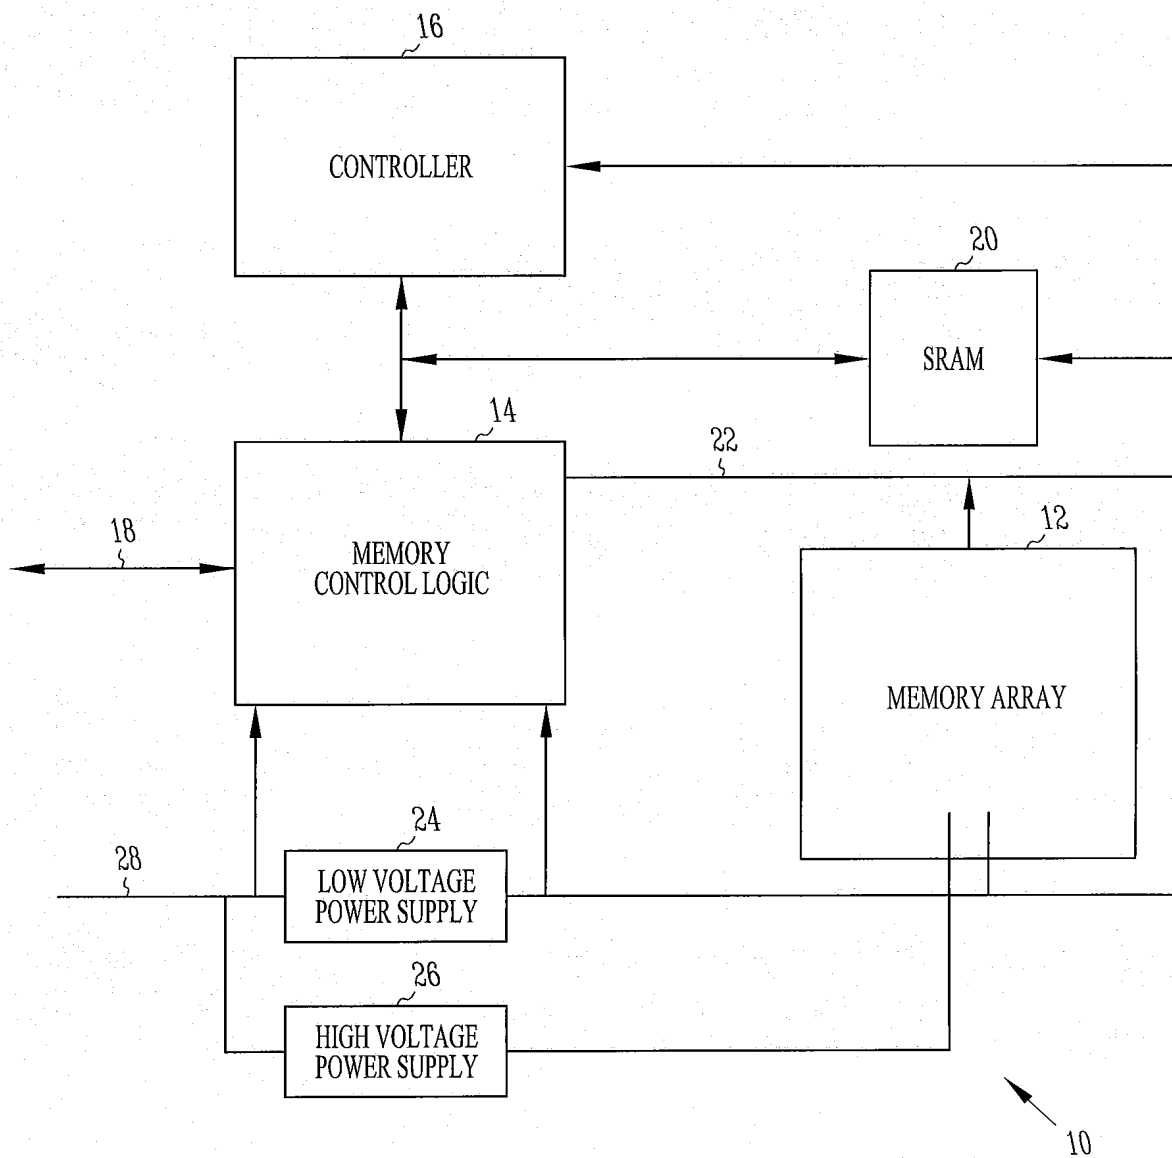 16
CONTROLLER
20
SRAM
14
22
18
MEMORY
CONTROL LOGIC
12
MEMORY ARRAY
24
28
LOW VOLTAGE
POWER SUPPLY
26
HIGH VOLTAGE
POWER SUPPLY
10